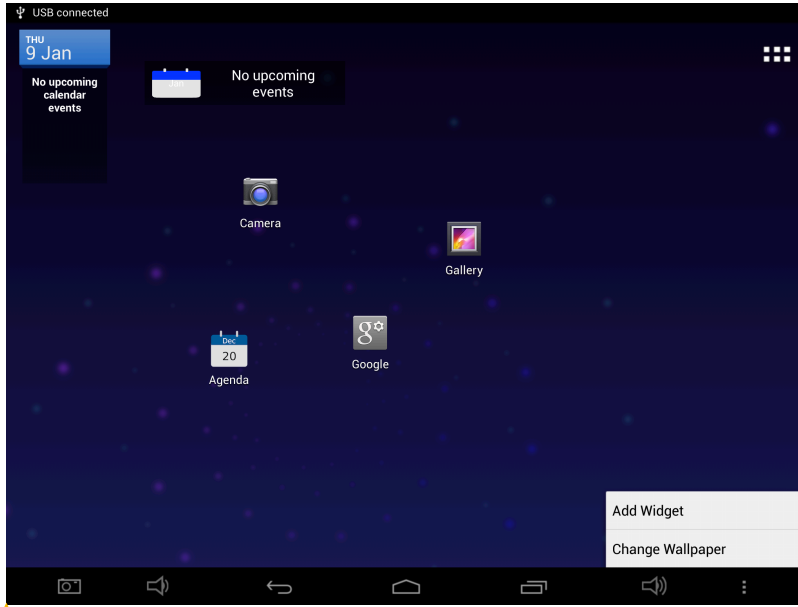 USB connected
THU
9 Jan
No upcoming
calendar
events
Jan
No upcoming
events
Camera
Gallery
Dec
20
Agenda
g
Google
Add Widget
Change Wallpaper